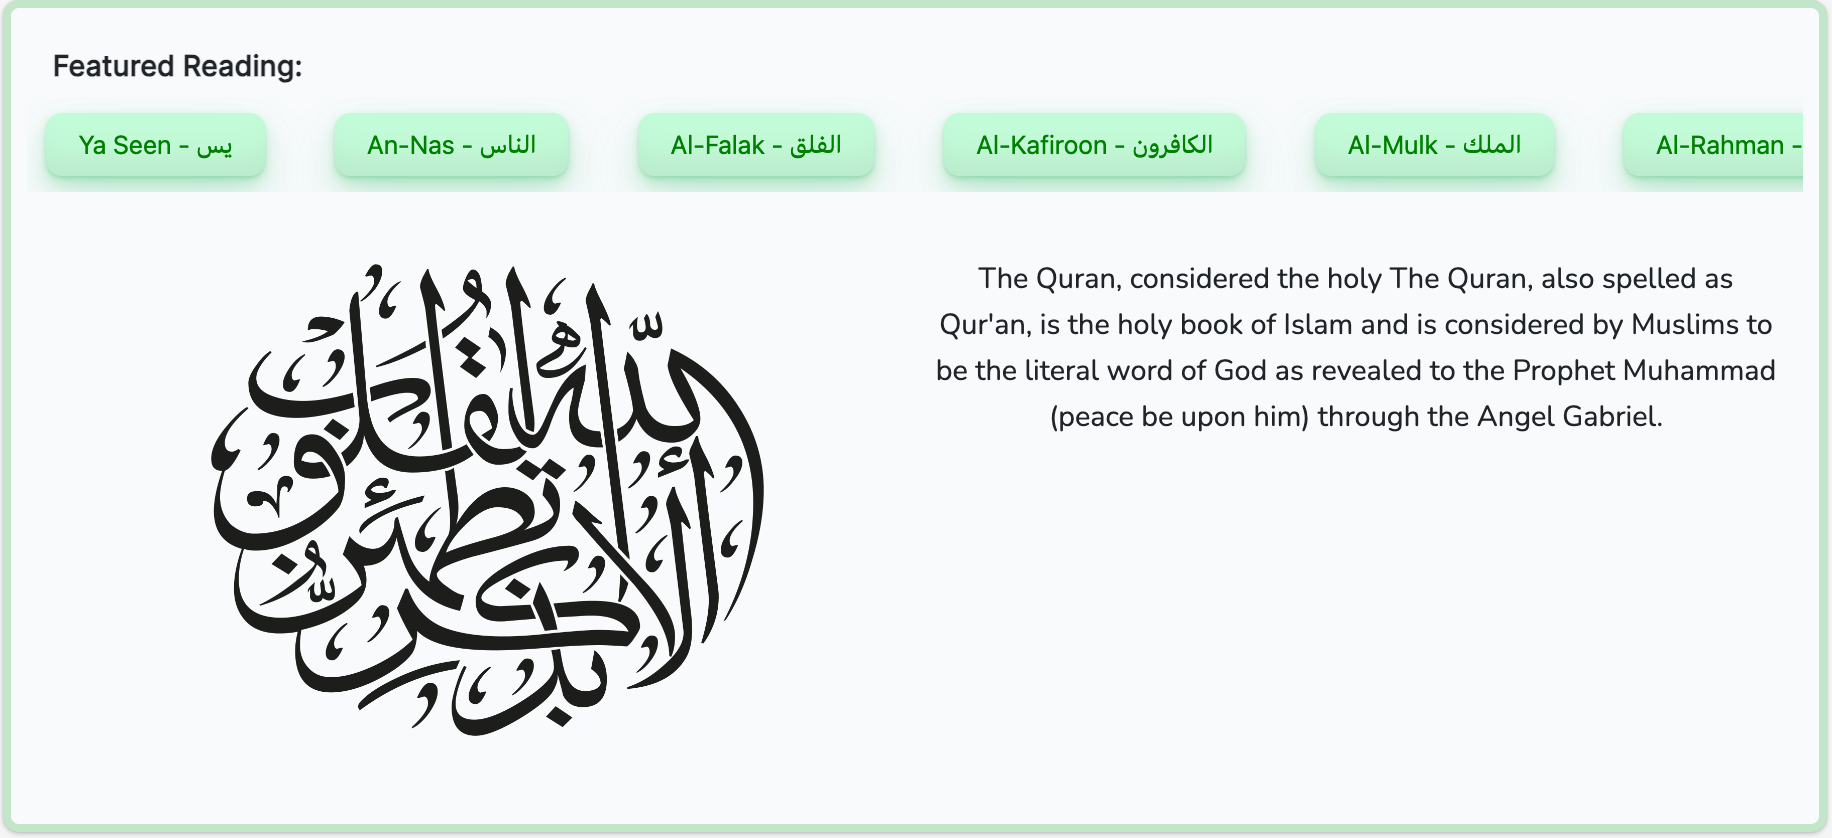 Featured Reading:
Ya Seen - يس
An-Nas - الناس
Al-Falak - الفلق
Al-Kafiroon - الكافرون
Al-Mulk - الملك
Al-Rahman -
ألا بذكر الله تطمئن القلوب
The Quran, considered the holy The Quran, also spelled as
Qur'an, is the holy book of Islam and is considered by Muslims to
be the literal word of God as revealed to the Prophet Muhammad
(peace be upon him) through the Angel Gabriel.